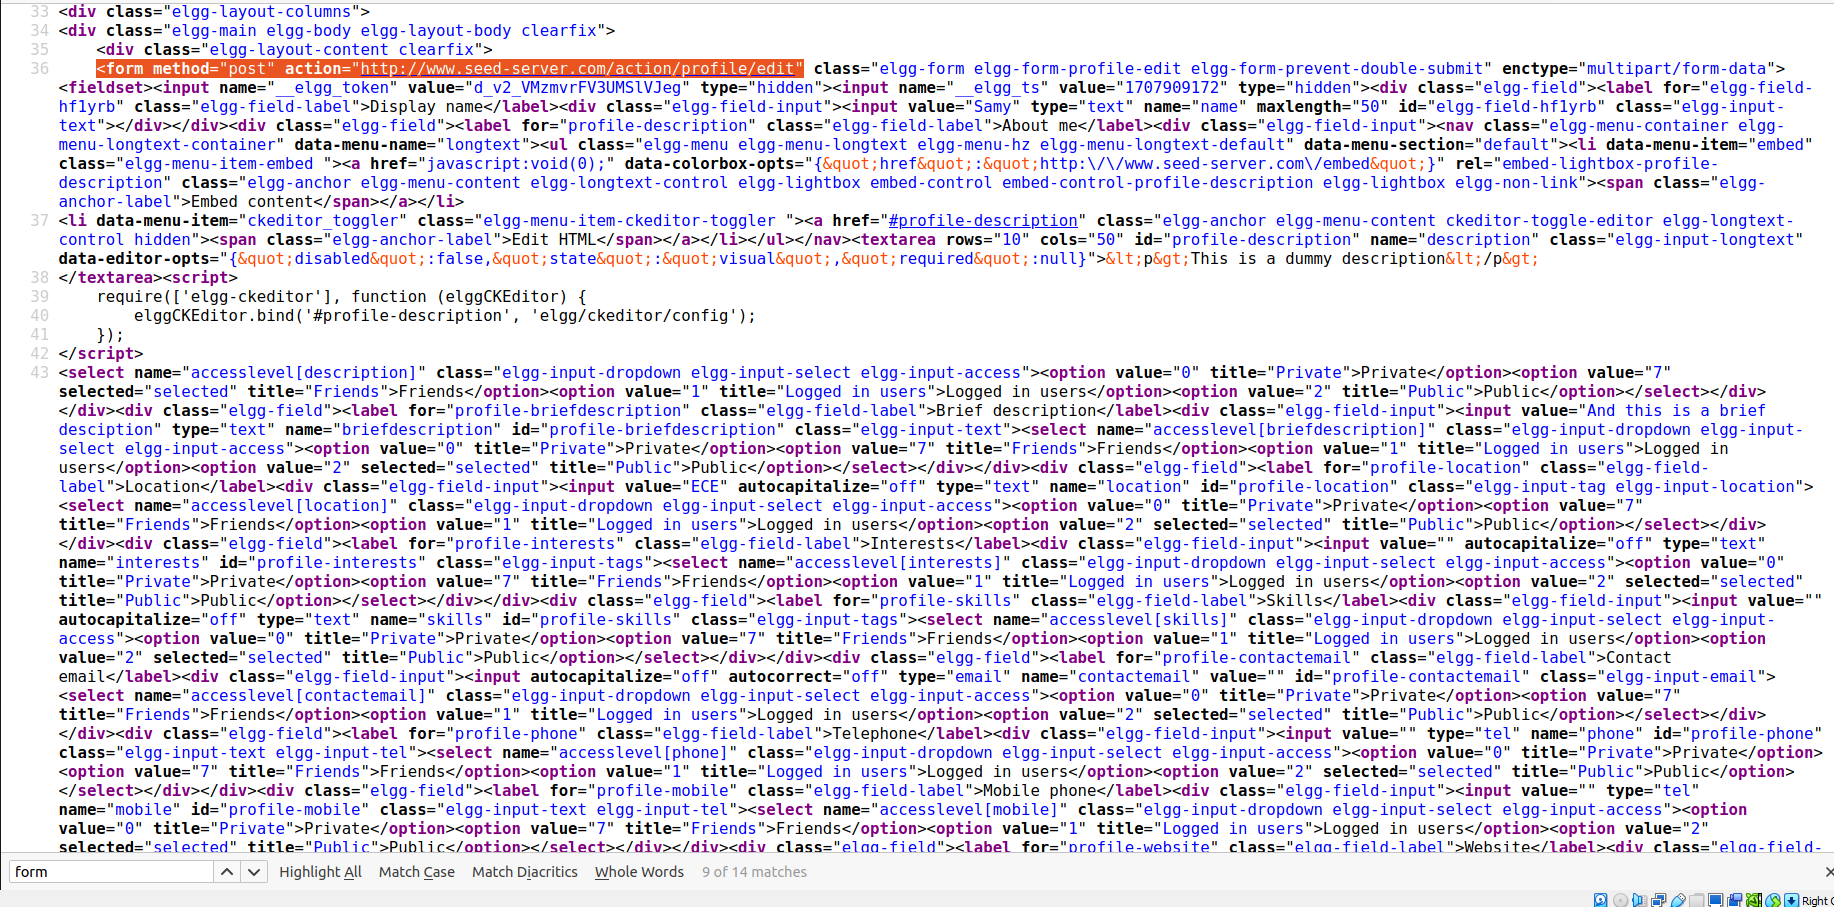 33 <div class="elgg-layout-columns">
34 <div class="elgg-main elgg-body elgg-layout-body clearfix">
35 <div class="elgg-layout-content clearfix">
36 <form method="post" action="http://www.seed-server.com/action/profile/edit" class="elgg-form elgg-form-profile-edit elgg-form-prevent-double-submit" enctype="multipart/form-data">
<fieldset><input name="__elgg_token" value="d_v2_VMzmvrFV3UMSlVJeg" type="hidden"><input name="__elgg_ts" value="1707909172" type="hidden"><div class="elgg-field"><label for="elgg-field-
hf1yrb" class="elgg-field-label">Display name</label><div class="elgg-field-input"><input value="Samy" type="text" name="name" maxlength="50" id="elgg-field-hf1yrb" class="elgg-input-
text"></div></div><div class="elgg-field"><label for="profile-description" class="elgg-field-label">About me</label><div class="elgg-field-input"><nav class="elgg-menu-container elgg-
menu-longtext-container" data-menu-name="longtext"><ul class="elgg-menu elgg-menu-longtext elgg-menu-hz elgg-menu-longtext-default" data-menu-section="default"><li data-menu-item="embed"
class="elgg-menu-item-embed "><a href="javascript:void(0);" data-colorbox-opts="{&quot;href&quot;:&quot;http:\/\/www.seed-server.com\/embed&quot;}" rel="embed-lightbox-profile-
description" class="elgg-anchor elgg-menu-content elgg-longtext-control elgg-lightbox embed-control embed-control-profile-description elgg-lightbox elgg-non-link"><span class="elgg-
anchor-label">Embed content</span></a></li>
37 <li data-menu-item="ckeditor_toggler" class="elgg-menu-item-ckeditor-toggler "><a href="#profile-description" class="elgg-anchor elgg-menu-content ckeditor-toggle-editor elgg-longtext-
control hidden"><span class="elgg-anchor-label">Edit HTML</span></a></li></ul></nav><textarea rows="10" cols="50" id="profile-description" name="description" class="elgg-input-longtext"
data-editor-opts="{&quot;disabled&quot;:false,&quot;state&quot;:&quot;visual&quot;,&quot;required&quot;:null}">&lt;p&gt;This is a dummy description&lt;/p&gt;
38 </textarea><script>
39 require(['elgg-ckeditor'], function (elggCKEditor) {
40 elggCKEditor.bind('#profile-description', 'elgg/ckeditor/config');
41 });
42 </script>
43 <select name="accesslevel[description]" class="elgg-input-dropdown elgg-input-select elgg-input-access"><option value="0" title="Private">Private</option><option value="7"
selected="selected" title="Friends">Friends</option><option value="1" title="Logged in users">Logged in users</option><option value="2" title="Public">Public</option></select></div>
</div><div class="elgg-field"><label for="profile-briefdescription" class="elgg-field-label">Brief description</label><div class="elgg-field-input"><input value="And this is a brief
desciption" type="text" name="briefdescription" id="profile-briefdescription" class="elgg-input-text"><select name="accesslevel[briefdescription]" class="elgg-input-dropdown elgg-input-
select elgg-input-access"><option value="0" title="Private">Private</option><option value="7" title="Friends">Friends</option><option value="1" title="Logged in users">Logged in
users</option><option value="2" selected="selected" title="Public">Public</option></select></div></div><div class="elgg-field"><label for="profile-location" class="elgg-field-
label">Location</label><div class="elgg-field-input"><input value="ECE" autocapitalize="off" type="text" name="location" id="profile-location" class="elgg-input-tag elgg-input-location">
<select name="accesslevel[location]" class="elgg-input-dropdown elgg-input-select elgg-input-access"><option value="0" title="Private">Private</option><option value="7"
title="Friends">Friends</option><option value="1" title="Logged in users">Logged in users</option><option value="2" selected="selected" title="Public">Public</option></select></div>
</div><div class="elgg-field"><label for="profile-interests" class="elgg-field-label">Interests</label><div class="elgg-field-input"><input value="" autocapitalize="off" type="text"
name="interests" id="profile-interests" class="elgg-input-tags"><select name="accesslevel[interests]" class="elgg-input-dropdown elgg-input-select elgg-input-access"><option value="0"
title="Private">Private</option><option value="7" title="Friends">Friends</option><option value="1" title="Logged in users">Logged in users</option><option value="2" selected="selected"
title="Public">Public</option></select></div></div><div class="elgg-field"><label for="profile-skills" class="elgg-field-label">Skills</label><div class="elgg-field-input"><input value=""
autocapitalize="off" type="text" name="skills" id="profile-skills" class="elgg-input-tags"><select name="accesslevel[skills]" class="elgg-input-dropdown elgg-input-select elgg-input-
access"><option value="0" title="Private">Private</option><option value="7" title="Friends">Friends</option><option value="1" title="Logged in users">Logged in users</option><option
value="2" selected="selected" title="Public">Public</option></select></div></div><div class="elgg-field"><label for="profile-contactemail" class="elgg-field-label">Contact
email</label><div class="elgg-field-input"><input autocapitalize="off" autocorrect="off" type="email" name="contactemail" value="" id="profile-contactemail" class="elgg-input-email">
<select name="accesslevel[contactemail]" class="elgg-input-dropdown elgg-input-select elgg-input-access"><option value="0" title="Private">Private</option><option value="7"
title="Friends">Friends</option><option value="1" title="Logged in users">Logged in users</option><option value="2" selected="selected" title="Public">Public</option></select></div>
</div><div class="elgg-field"><label for="profile-phone" class="elgg-field-label">Telephone</label><div class="elgg-field-input"><input value="" type="tel" name="phone" id="profile-phone"
class="elgg-input-text elgg-input-tel"><select name="accesslevel[phone]" class="elgg-input-dropdown elgg-input-select elgg-input-access"><option value="0" title="Private">Private</option>
<option value="7" title="Friends">Friends</option><option value="1" title="Logged in users">Logged in users</option><option value="2" selected="selected" title="Public">Public</option>
</select></div></div><div class="elgg-field"><label for="profile-mobile" class="elgg-field-label">Mobile phone</label><div class="elgg-field-input"><input value="" type="tel"
name="mobile" id="profile-mobile" class="elgg-input-text elgg-input-tel"><select name="accesslevel[mobile]" class="elgg-input-dropdown elgg-input-select elgg-input-access"><option
value="0" title="Private">Private</option><option value="7" title="Friends">Friends</option><option value="1" title="Logged in users">Logged in users</option><option value="2"
selected="selected" title="Public">Public</option></select></div></div><div class="elgg-field"><label for="profile-website" class="elgg-field-label">Website</label><div class="elgg-field-
form Highlight All Match Case Match Diacritics Whole Words 9 of 14 matches
Right